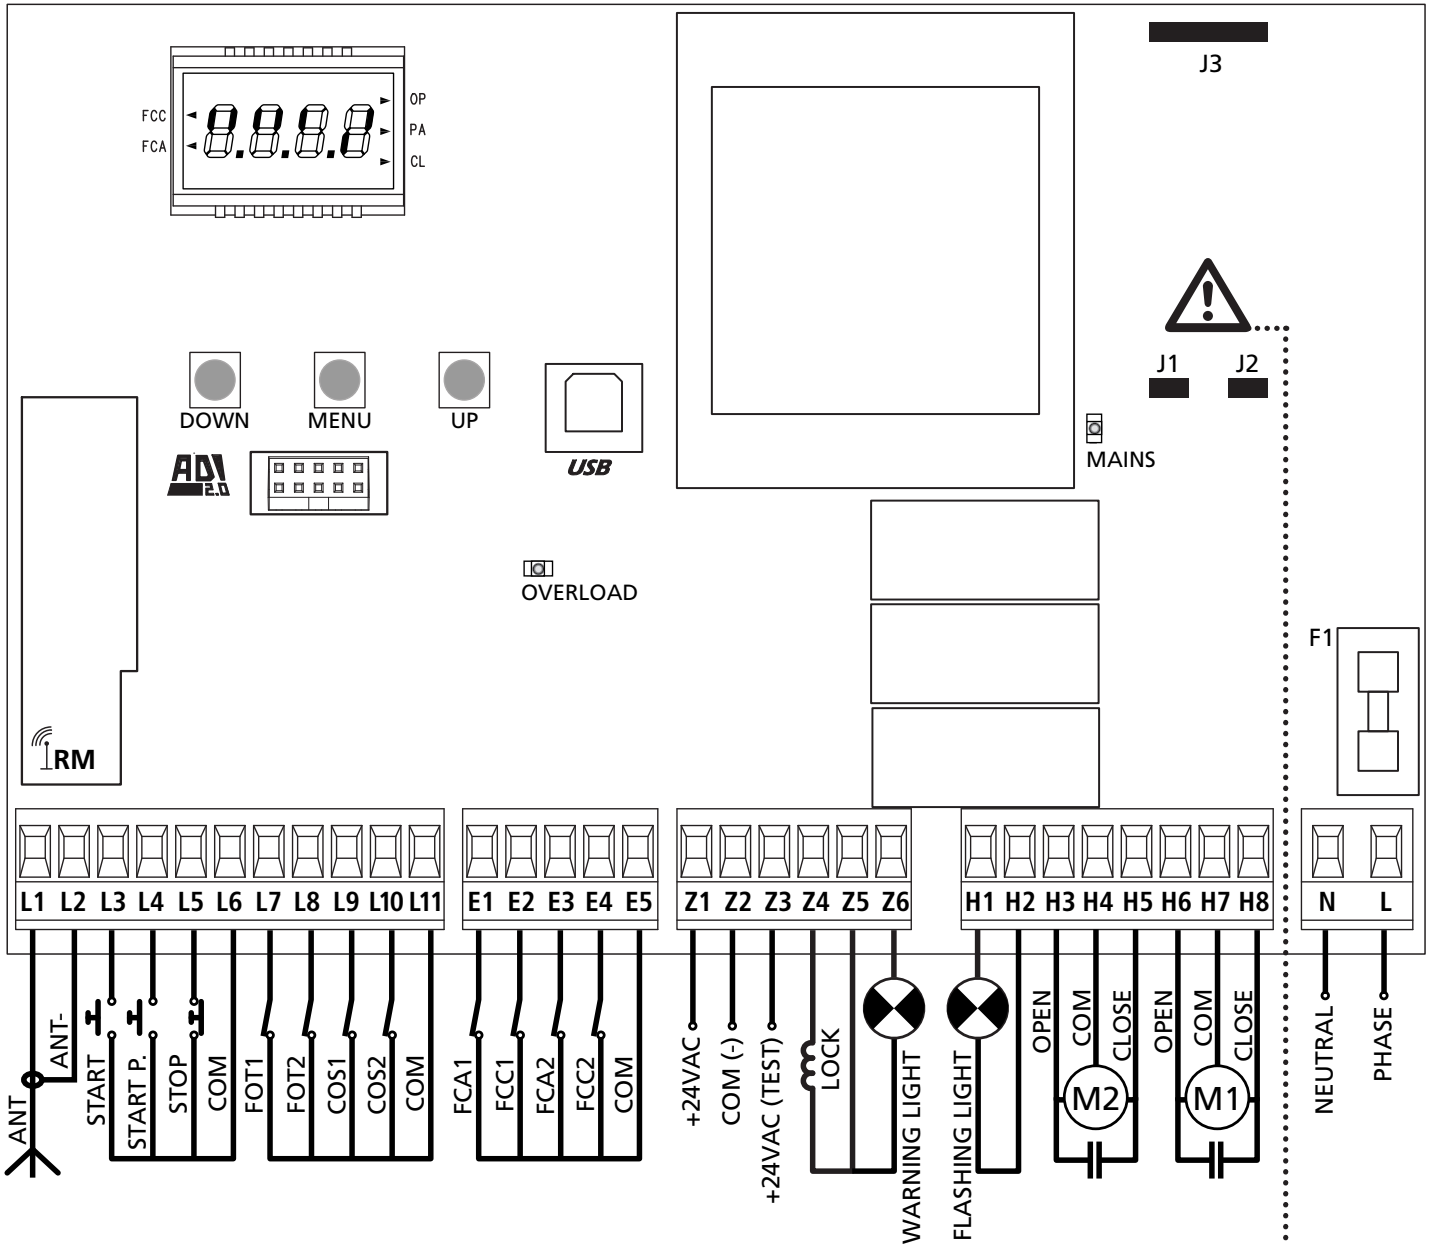 J3
FCC
FCA
OP
PA
CL
J1
J2
DOWN
MENU
UP
USB
MAINS
ADI
2.0
OVERLOAD
F1
RM
L1 L2 L3 L4 L5 L6 L7 L8 L9 L10 L11
E1 E2 E3 E4 E5
Z1 Z2 Z3 Z4 Z5 Z6
H1 H2 H3 H4 H5 H6 H7 H8
N L
ANT
ANT-
START
START P.
STOP
COM
FOT1
FOT2
COS1
COS2
COM
FCA1
FCC1
FCA2
FCC2
COM
+24VAC
COM (-)
+24VAC (TEST)
LOCK
WARNING LIGHT
FLASHING LIGHT
OPEN
COM
CLOSE
M2
OPEN
COM
CLOSE
M1
NEUTRAL
PHASE